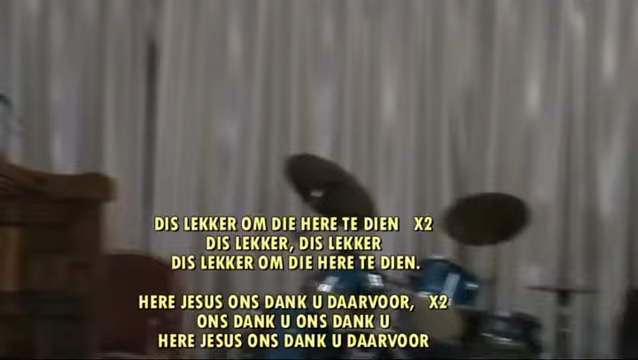 DIS LEKKER OM DIE HERE TE DIEN X2
DIS LEKKER, DIS LEKKER
DIS LEKKER OM DIE HERE TE DIEN.
HERE JESUS ONS DANK U DAARVOOR, X2
ONS DANK U ONS DANK U
HERE JESUS ONS DANK U DAARVOOR